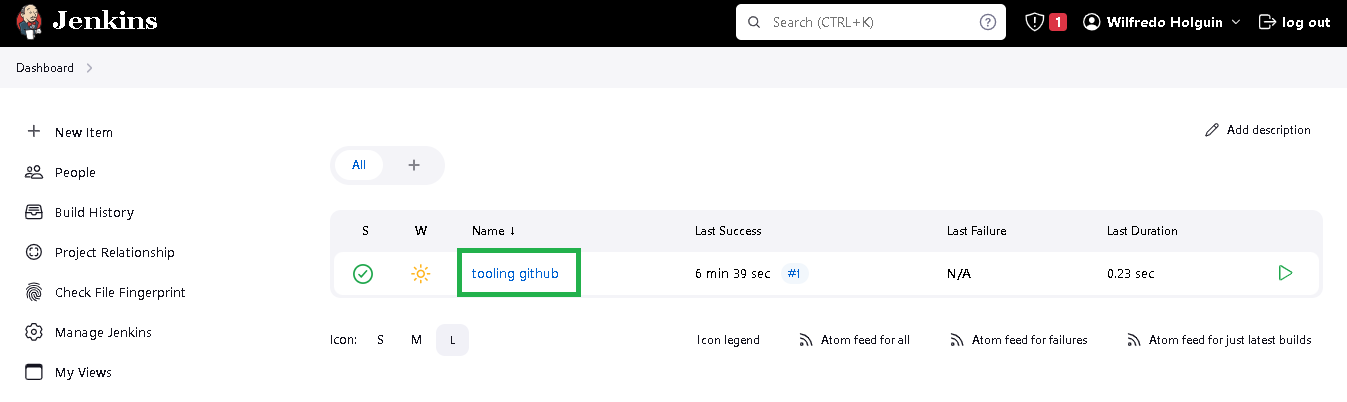 Jenkins
Search (CTRL+K)
1
Wilfredo Holguin
log out
Dashboard
New Item
People
Build History
Project Relationship
Check File Fingerprint
Manage Jenkins
My Views
Add description
All +
S W Name ↓ Last Success Last Failure Last Duration
tooling github 6 min 39 sec #1 N/A 0.23 sec
Icon: S M L
Icon legend
Atom feed for all
Atom feed for failures
Atom feed for just latest builds